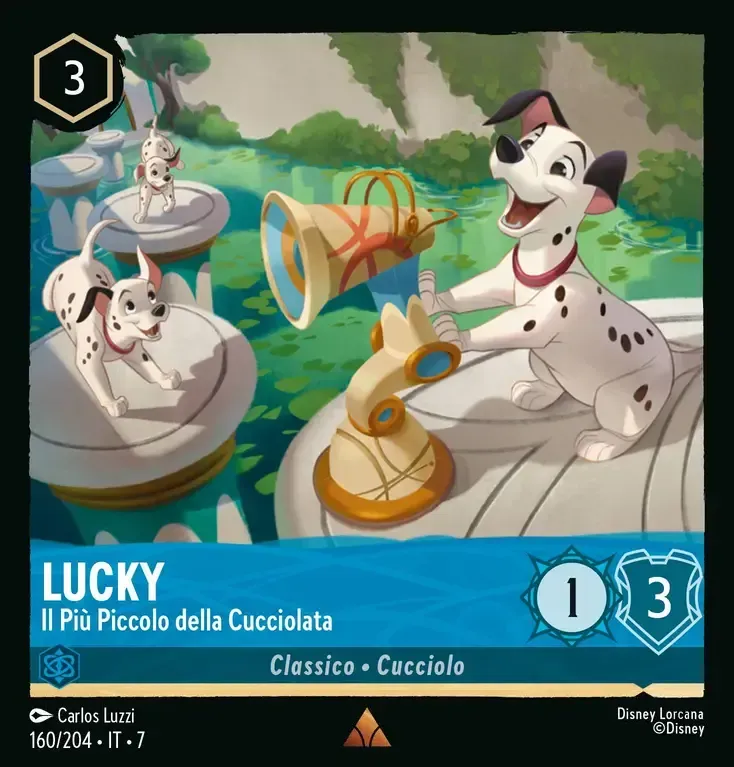 3
LUCKY
Il Più Piccolo della Cucciolata
1
3
Classico • Cucciolo
Carlos Luzzi
Disney Lorcana
160/204 • IT • 7
©Disney